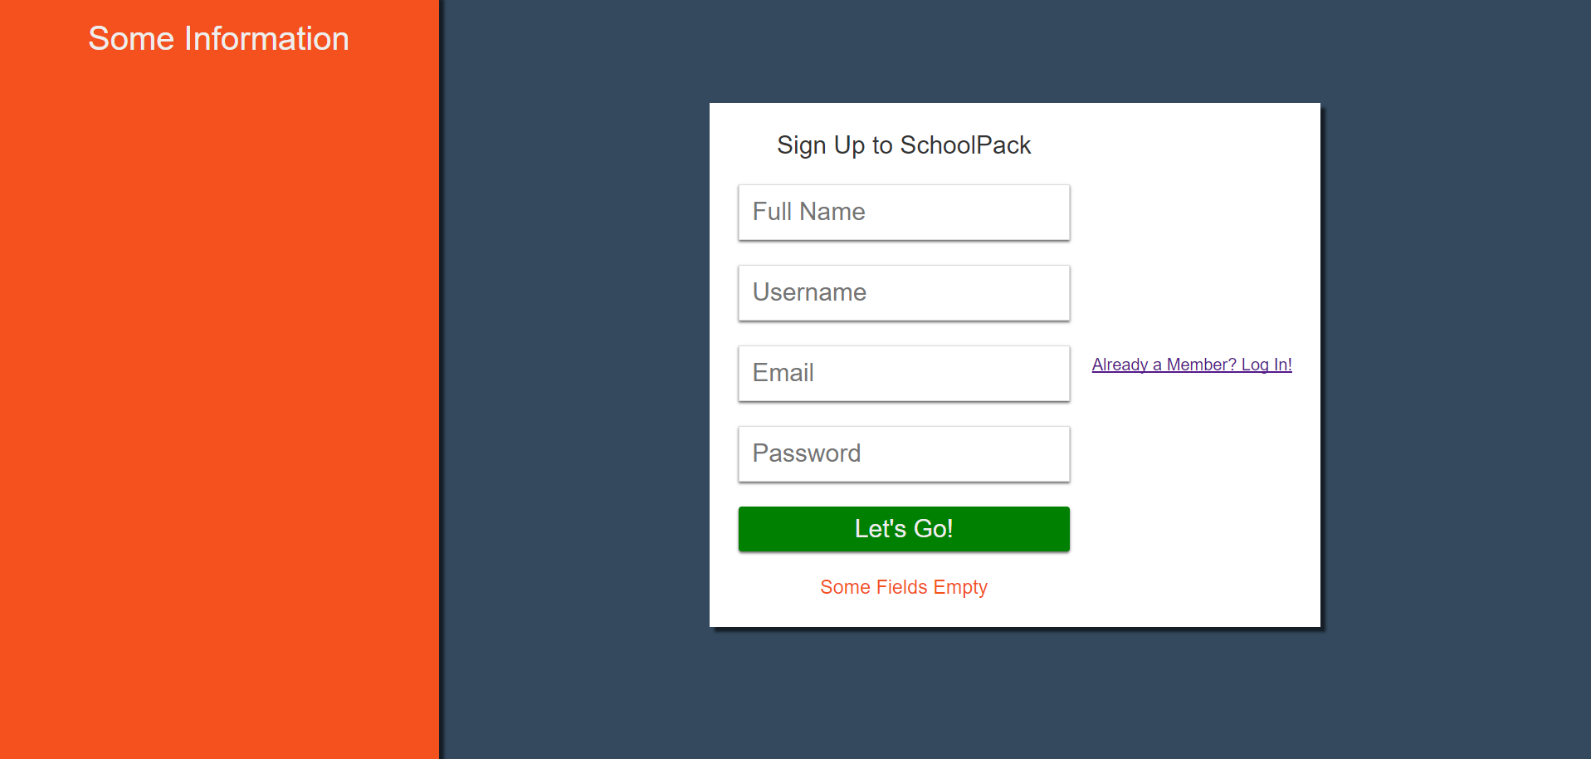 Some Information
Sign Up to SchoolPack
Full Name
Username
Email
Already a Member? Log In!
Password
Let's Go!
Some Fields Empty